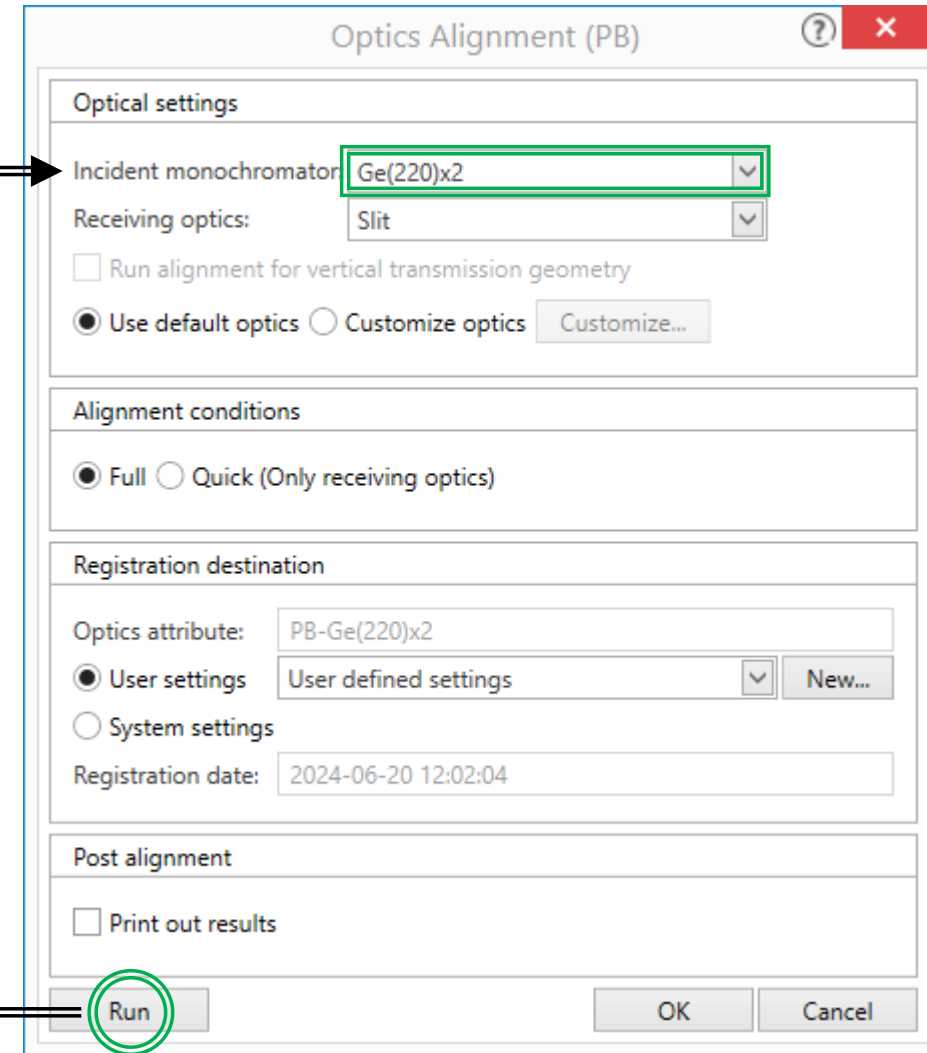 Optics Alignment (PB) ?
Optical settings
Incident monochromator: Ge(220)x2
Receiving optics: Slit
Run alignment for vertical transmission geometry
Use default optics Customize optics Customize...
Alignment conditions
Full Quick (Only receiving optics)
Registration destination
Optics attribute: PB-Ge(220)x2
User settings User defined settings New...
System settings
Registration date: 2024-06-20 12:02:04
Post alignment
Print out results
Run OK Cancel